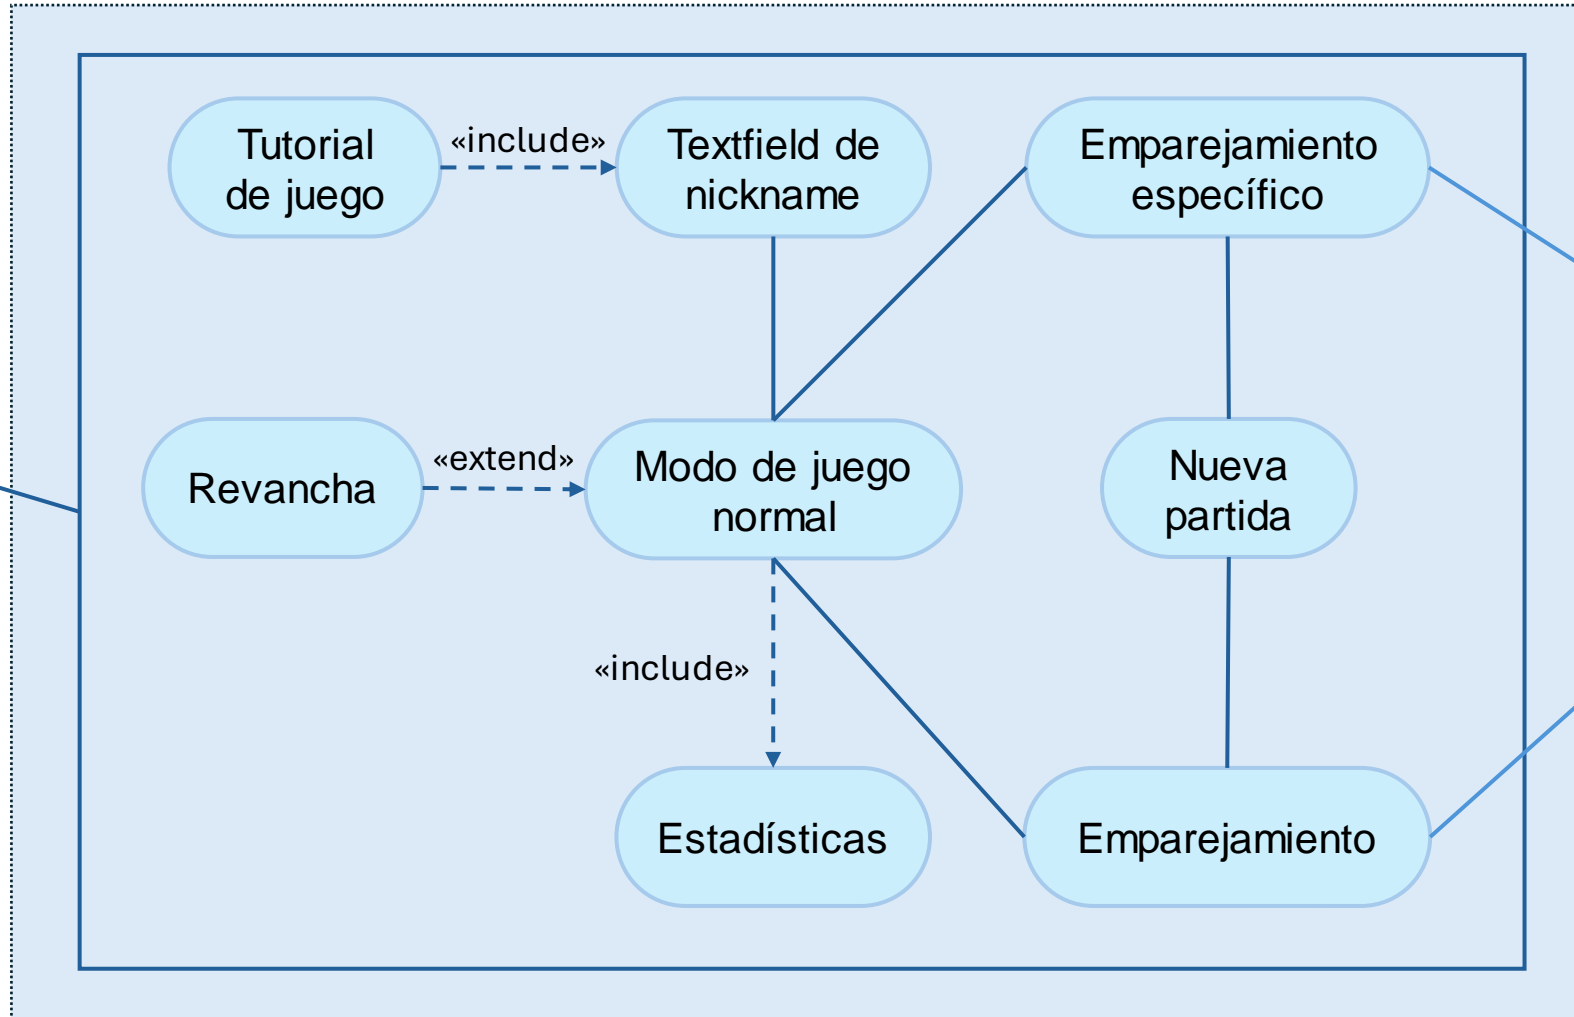 Tutorial
de juego
«include»
Textfield de
nickname
Emparejamiento
específico
Revancha
«extend»
Modo de juego
normal
Nueva
partida
«include»
Estadísticas
Emparejamiento